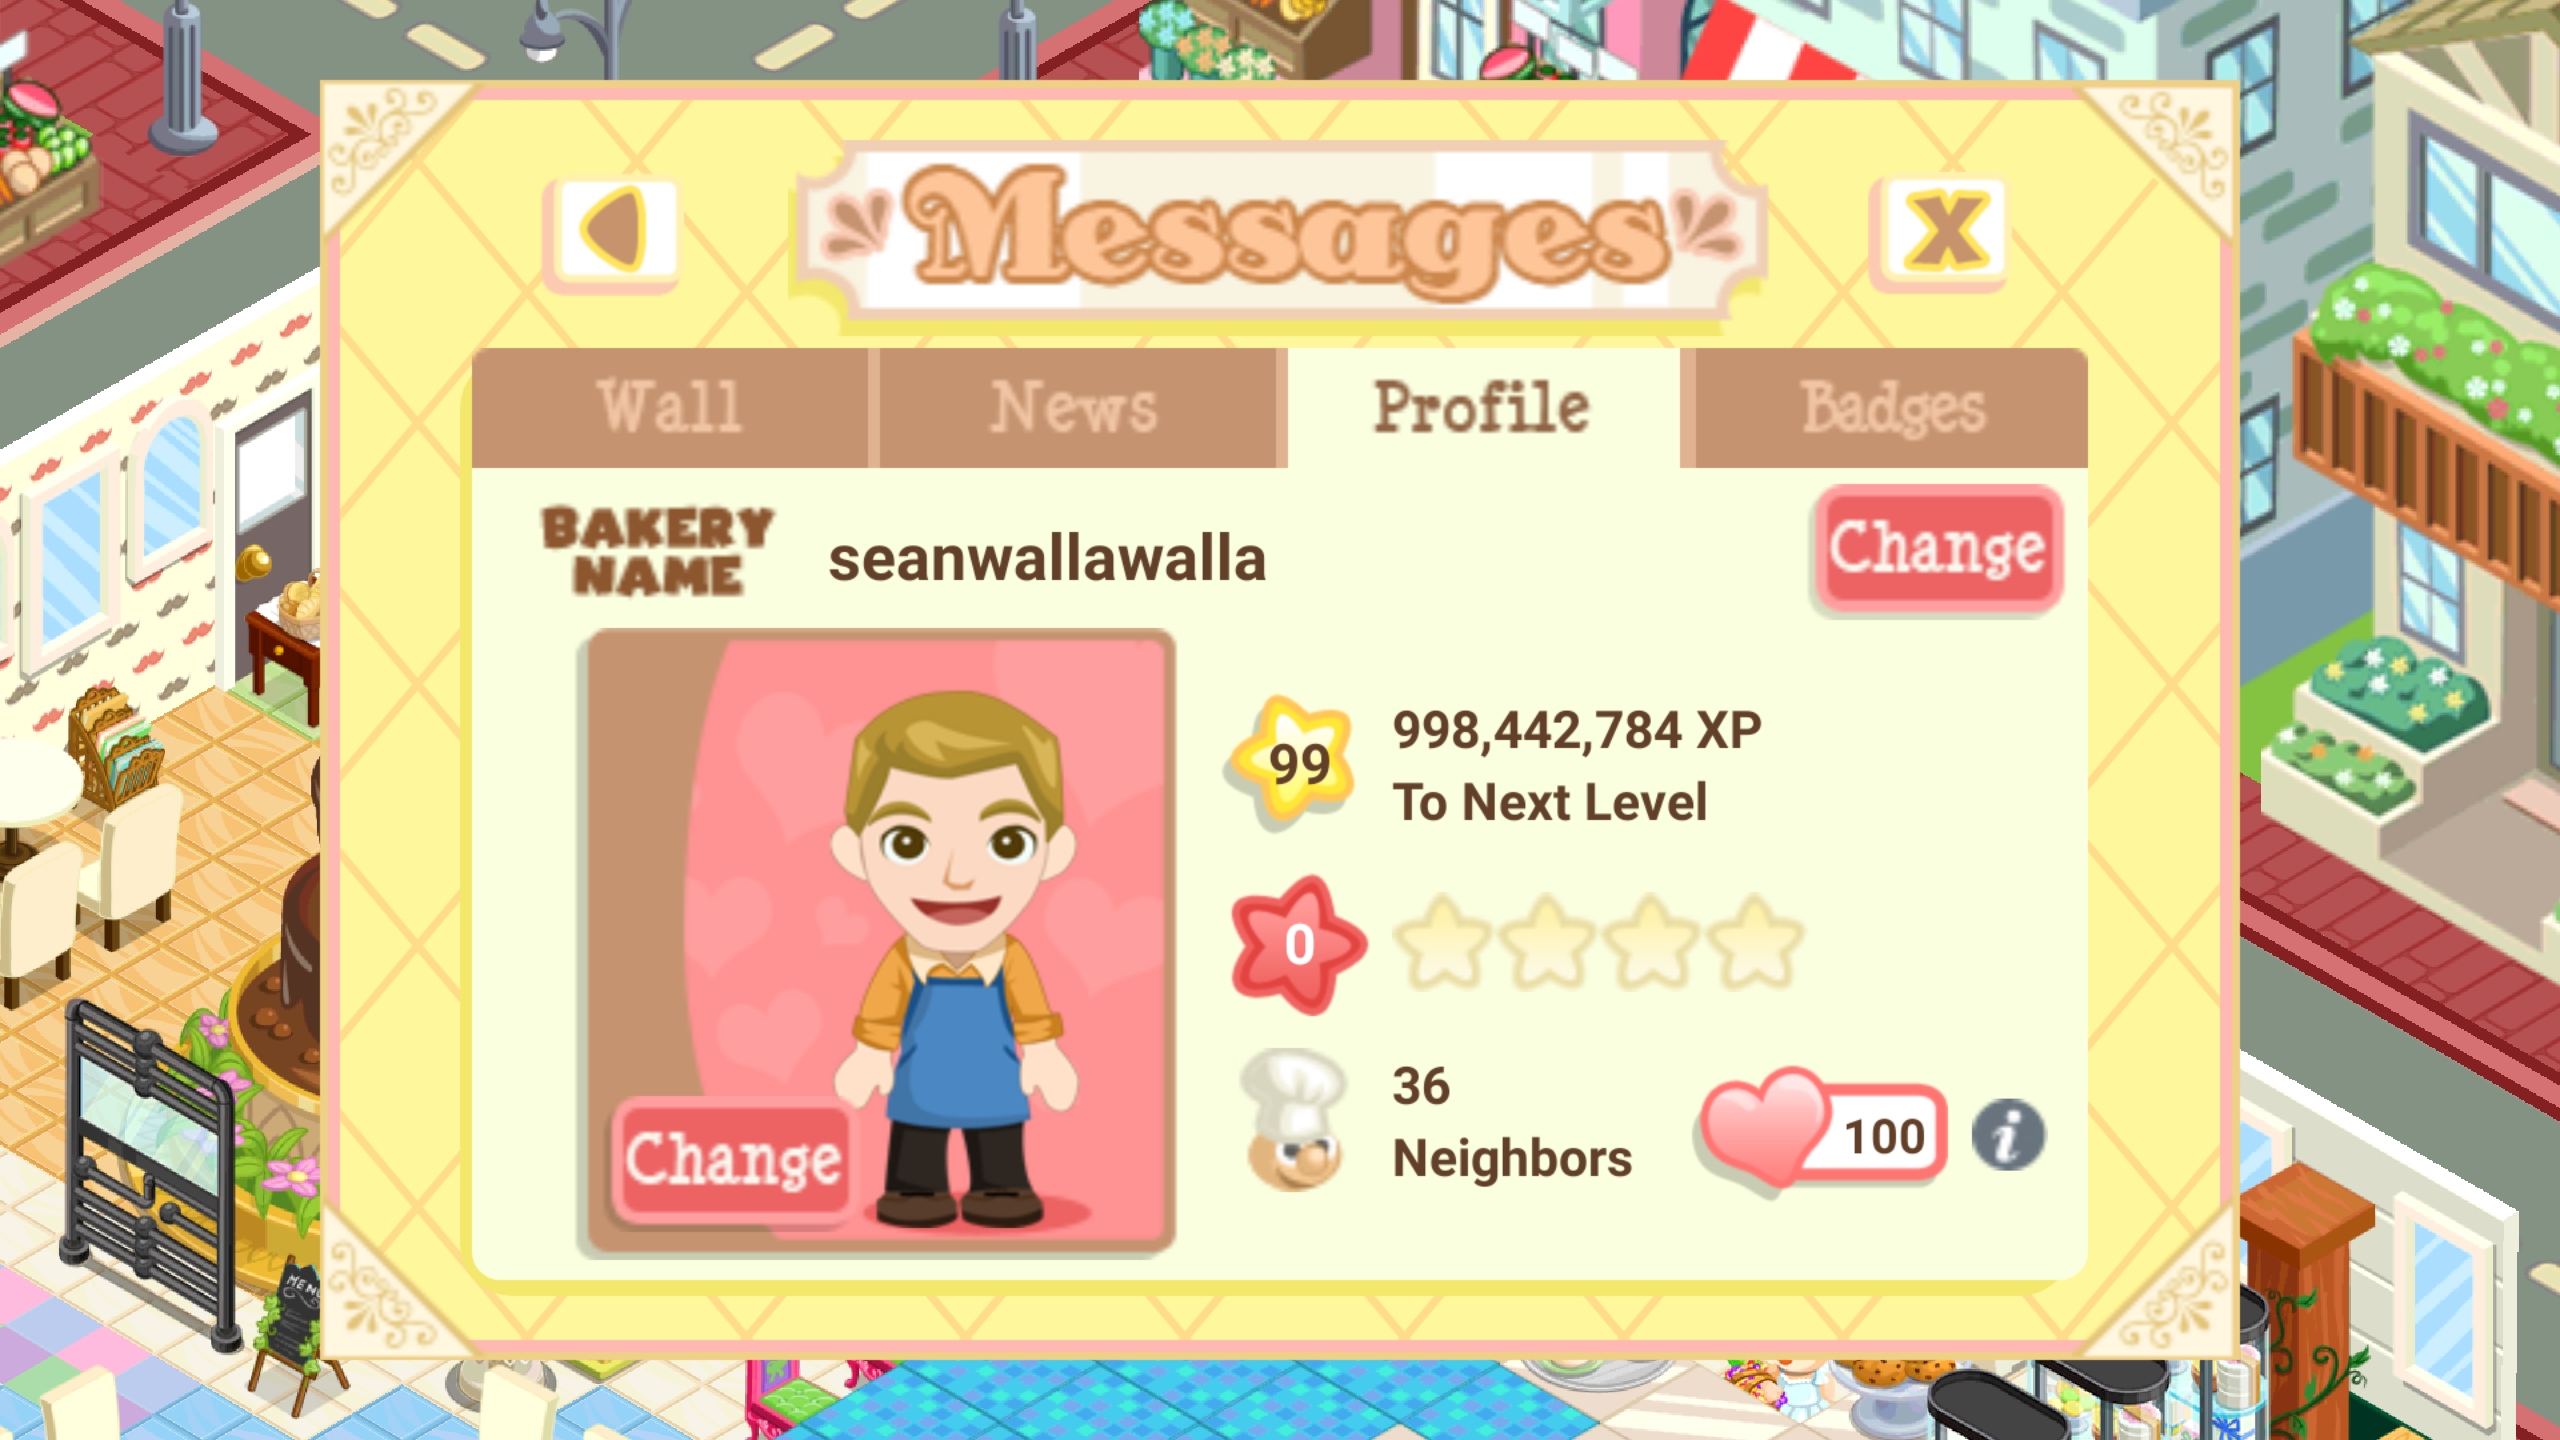 Messages
X
Wall
News
Profile
Badges
BAKERY
NAME
seanwallawalla
Change
99
998,442,784 XP
To Next Level
0
36
Neighbors
100
i
Change
MENU